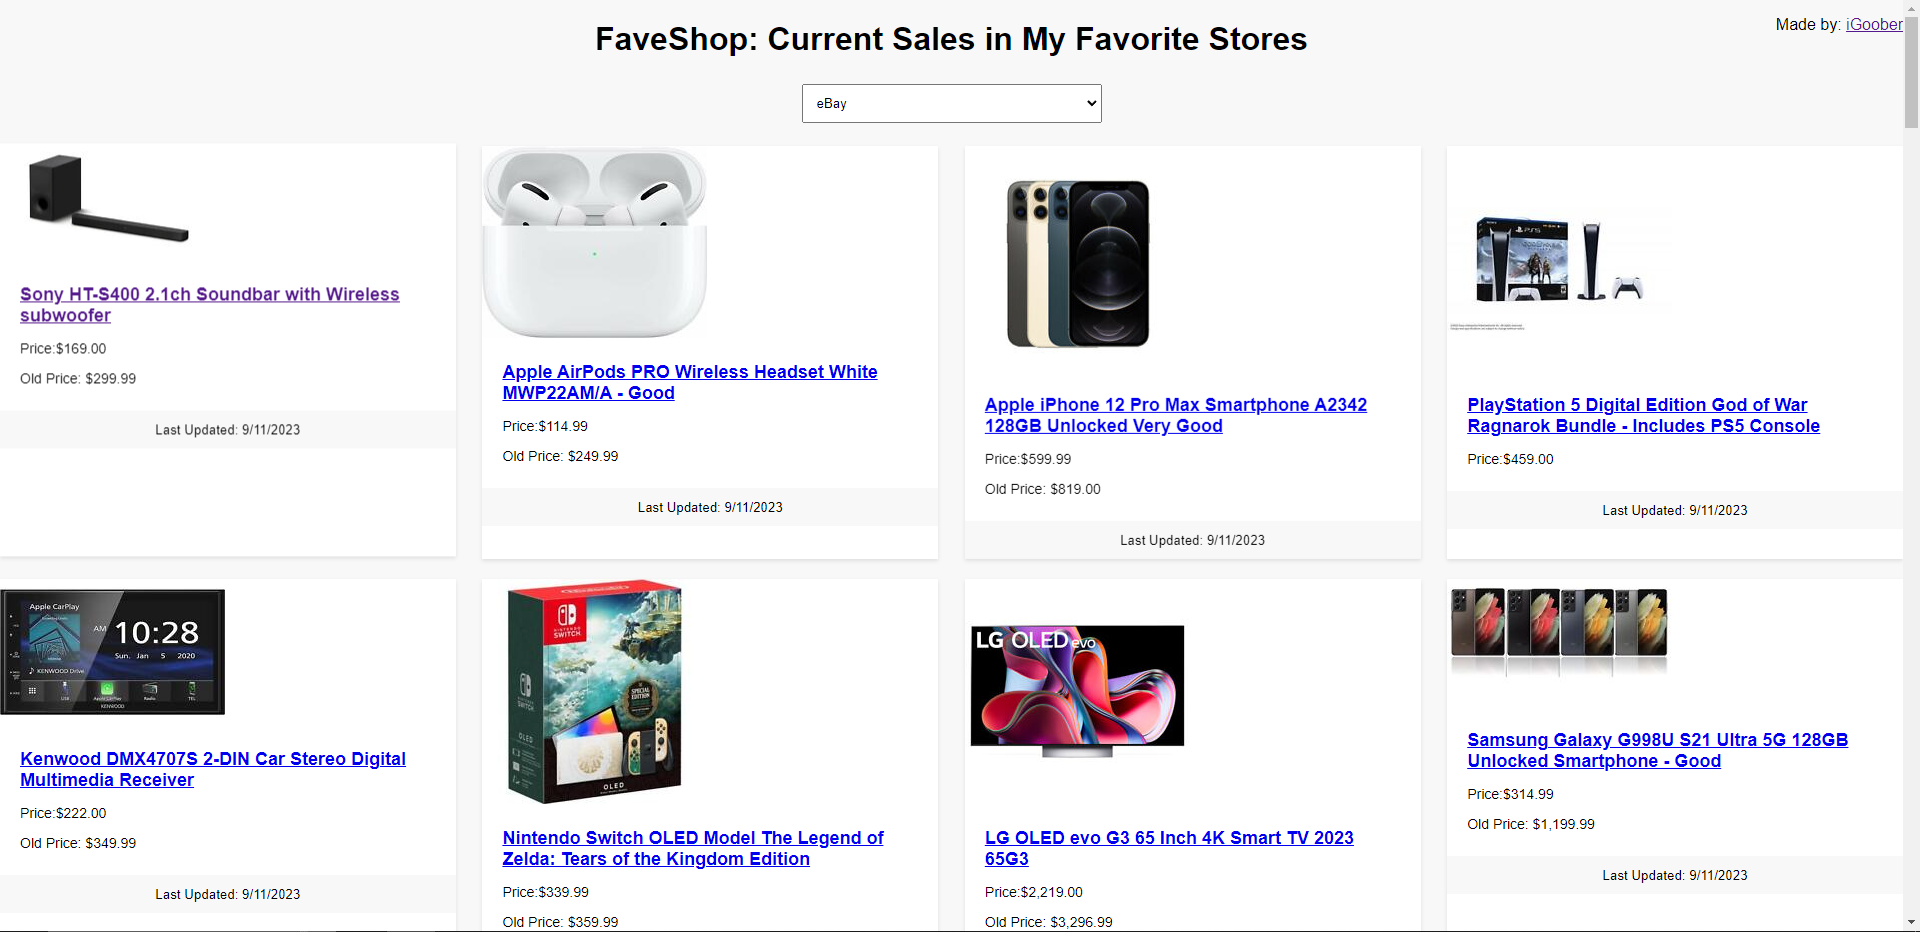 FaveShop: Current Sales in My Favorite Stores
Made by: iGoober
eBay
Sony HT-S400 2.1ch Soundbar with Wireless
subwoofer
Price:$169.00
Old Price: $299.99
Last Updated: 9/11/2023
Apple AirPods PRO Wireless Headset White
MWP22AM/A - Good
Price:$114.99
Old Price: $249.99
Last Updated: 9/11/2023
Apple iPhone 12 Pro Max Smartphone A2342
128GB Unlocked Very Good
Price:$599.99
Old Price: $819.00
Last Updated: 9/11/2023
PS5
PlayStation 5 Digital Edition God of War
Ragnarok Bundle - Includes PS5 Console
Price:$459.00
Last Updated: 9/11/2023
Apple CarPlay
AM 10:28
Sun. Jan 5 2020
KENWOOD Drive
USB Apple CarPlay Radio TEL
KENWOOD
Kenwood DMX4707S 2-DIN Car Stereo Digital
Multimedia Receiver
Price:$222.00
Old Price: $349.99
Last Updated: 9/11/2023
NINTENDO
SWITCH
SPECIAL
EDITION
OLED
OLED
Nintendo Switch OLED Model The Legend of
Zelda: Tears of the Kingdom Edition
Price:$339.99
Old Price: $359.99
LG OLED evo
LG OLED evo G3 65 Inch 4K Smart TV 2023
65G3
Price:$2,219.00
Old Price: $3,296.99
Samsung Galaxy G998U S21 Ultra 5G 128GB
Unlocked Smartphone - Good
Price:$314.99
Old Price: $1,199.99
Last Updated: 9/11/2023